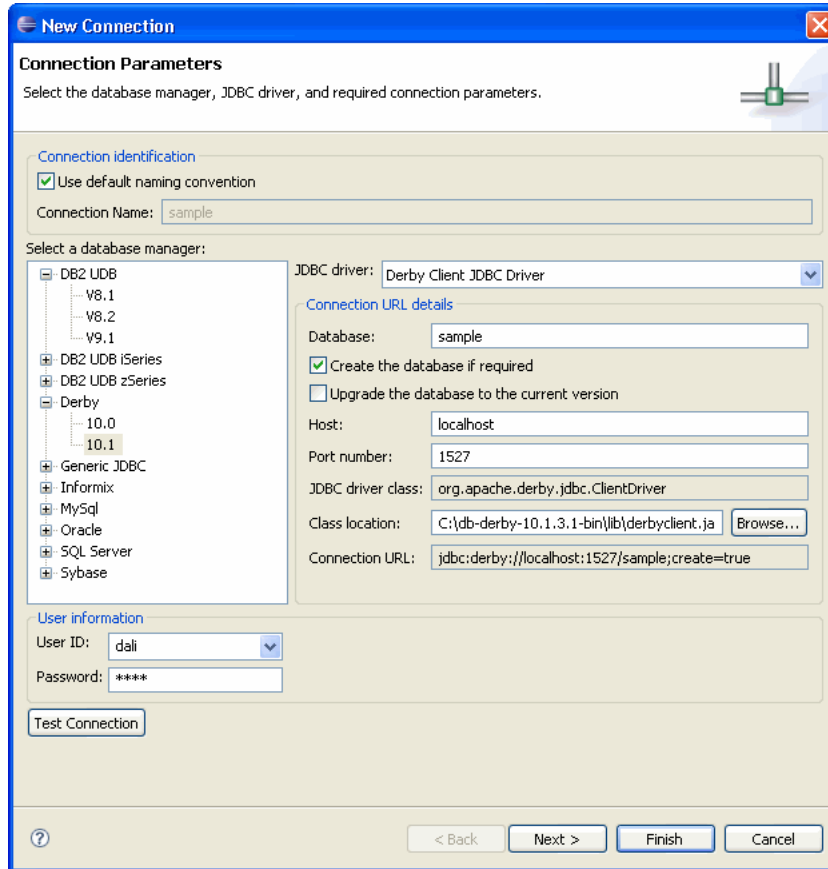 New Connection
Connection Parameters
Select the database manager, JDBC driver, and required connection parameters.
Connection identification
Use default naming convention
Connection Name: sample
Select a database manager:
DB2 UDB
V8.1
V8.2
V9.1
DB2 UDB iSeries
DB2 UDB zSeries
Derby
10.0
10.1
Generic JDBC
Informix
MySql
Oracle
SQL Server
Sybase
JDBC driver: Derby Client JDBC Driver
Connection URL details
Database: sample
Create the database if required
Upgrade the database to the current version
Host: localhost
Port number: 1527
JDBC driver class: org.apache.derby.jdbc.ClientDriver
Class location: C:\db-derby-10.1.3.1-bin\lib\derbyclient.ja Browse...
Connection URL: jdbc:derby://localhost:1527/sample;create=true
User information
User ID: dali
Password: ****
Test Connection
?
< Back Next > Finish Cancel